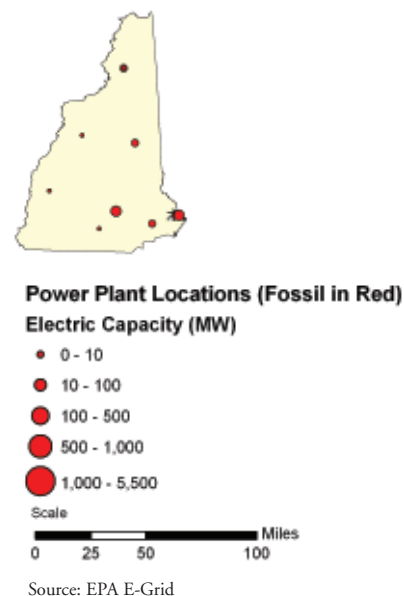 Power Plant Locations (Fossil in Red)
Electric Capacity (MW)
0 - 10
10 - 100
100 - 500
500 - 1,000
1,000 - 5,500
Scale
Miles
0 25 50 100
Source: EPA E-Grid